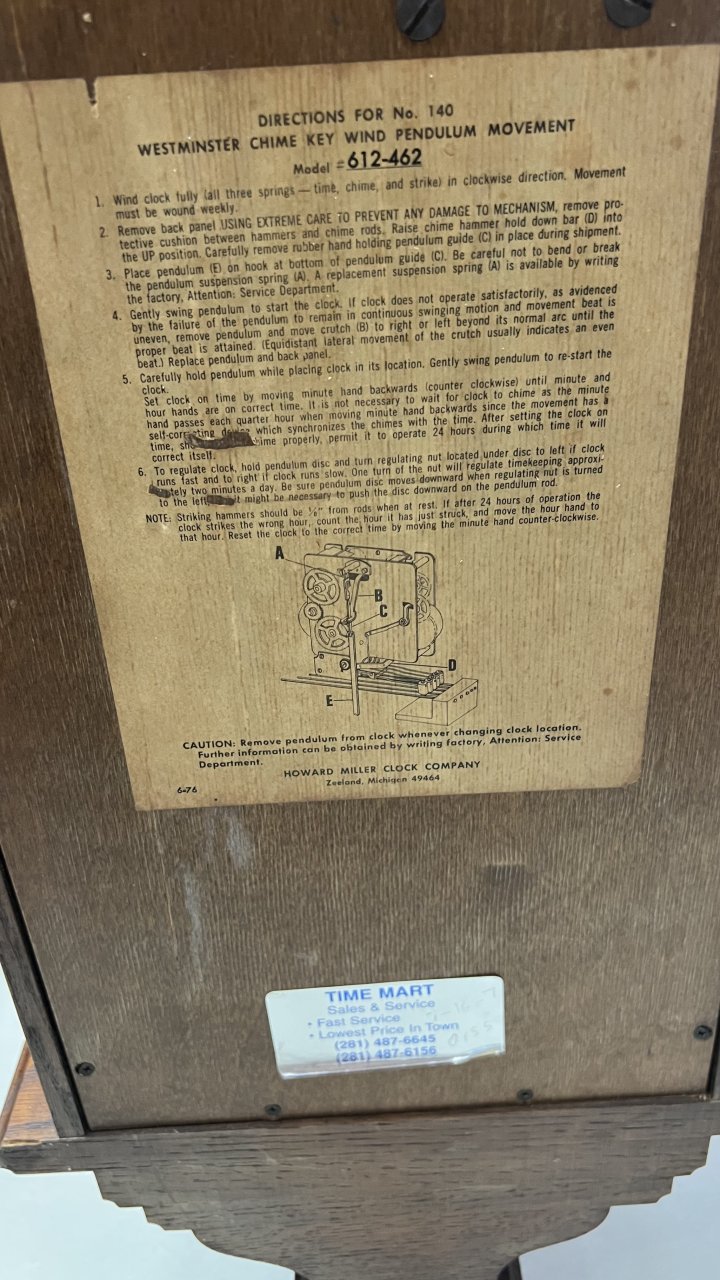 DIRECTIONS FOR No. 140
WESTMINSTER CHIME KEY WIND PENDULUM MOVEMENT
Model = 612-462
1. Wind clock fully (all three springs — time, chime, and strike) in clockwise direction. Movement
must be wound weekly.
2. Remove back panel USING EXTREME CARE TO PREVENT ANY DAMAGE TO MECHANISM, remove pro-
tective cushion between hammers and chime rods. Raise chime hammer hold down bar (D) into
the UP position. Carefully remove rubber band holding pendulum guide (C) in place during shipment.
3. Place pendulum (E) on hook at bottom of pendulum guide (C). Be careful not to bend or break
the pendulum suspension spring (A). A replacement suspension spring (A) is available by writing
the factory, Attention: Service Department.
4. Gently swing pendulum to start the clock. If clock does not operate satisfactorily, as avidenced
by the failure of the pendulum to remain in continuous swinging motion and movement beat is
uneven, remove pendulum and move crutch (B) to right or left beyond its normal arc until the
proper beat is attained. (Equidistant lateral movement of the crutch usually indicates an even
beat.) Replace pendulum and back panel.
5. Carefully hold pendulum while placing clock in its location. Gently swing pendulum to re-start the
clock.
Set clock on time by moving minute hand backwards (counter clockwise) until minute and
hour hands are on correct time. It is not necessary to wait for clock to chime as the minute
hand passes each quarter hour when moving minute hand backwards since the movement has a
self-correcting device which synchronizes the chimes with the time. After setting the clock on
time, properly, permit it to operate 24 hours during which time it will
correct itself.
6. To regulate clock, hold pendulum disc and turn regulating nut located under disc to left if clock
runs fast and to right if clock runs slow. One turn of the nut will regulate timekeeping approxi-
mately two minutes a day. Be sure pendulum disc moves downward when regulating nut is turned
to the left, it might be necessary to push the disc downward on the pendulum rod.
NOTE: Striking hammers should be ⅛" from rods when at rest. If after 24 hours of operation the
clock strikes the wrong hour, count the hour it has just struck, and move the hour hand to
that hour. Reset the clock to the correct time by moving the minute hand counter-clockwise.
A
B
C
D
E
CAUTION: Remove pendulum from clock whenever changing clock location.
Further information can be obtained by writing factory, Attention: Service
Department.
HOWARD MILLER CLOCK COMPANY
Zeeland, Michigan 49464
6-76
TIME MART
Sales & Service
• Fast Service
• Lowest Price In Town
(281) 487-6645
(281) 487-6156